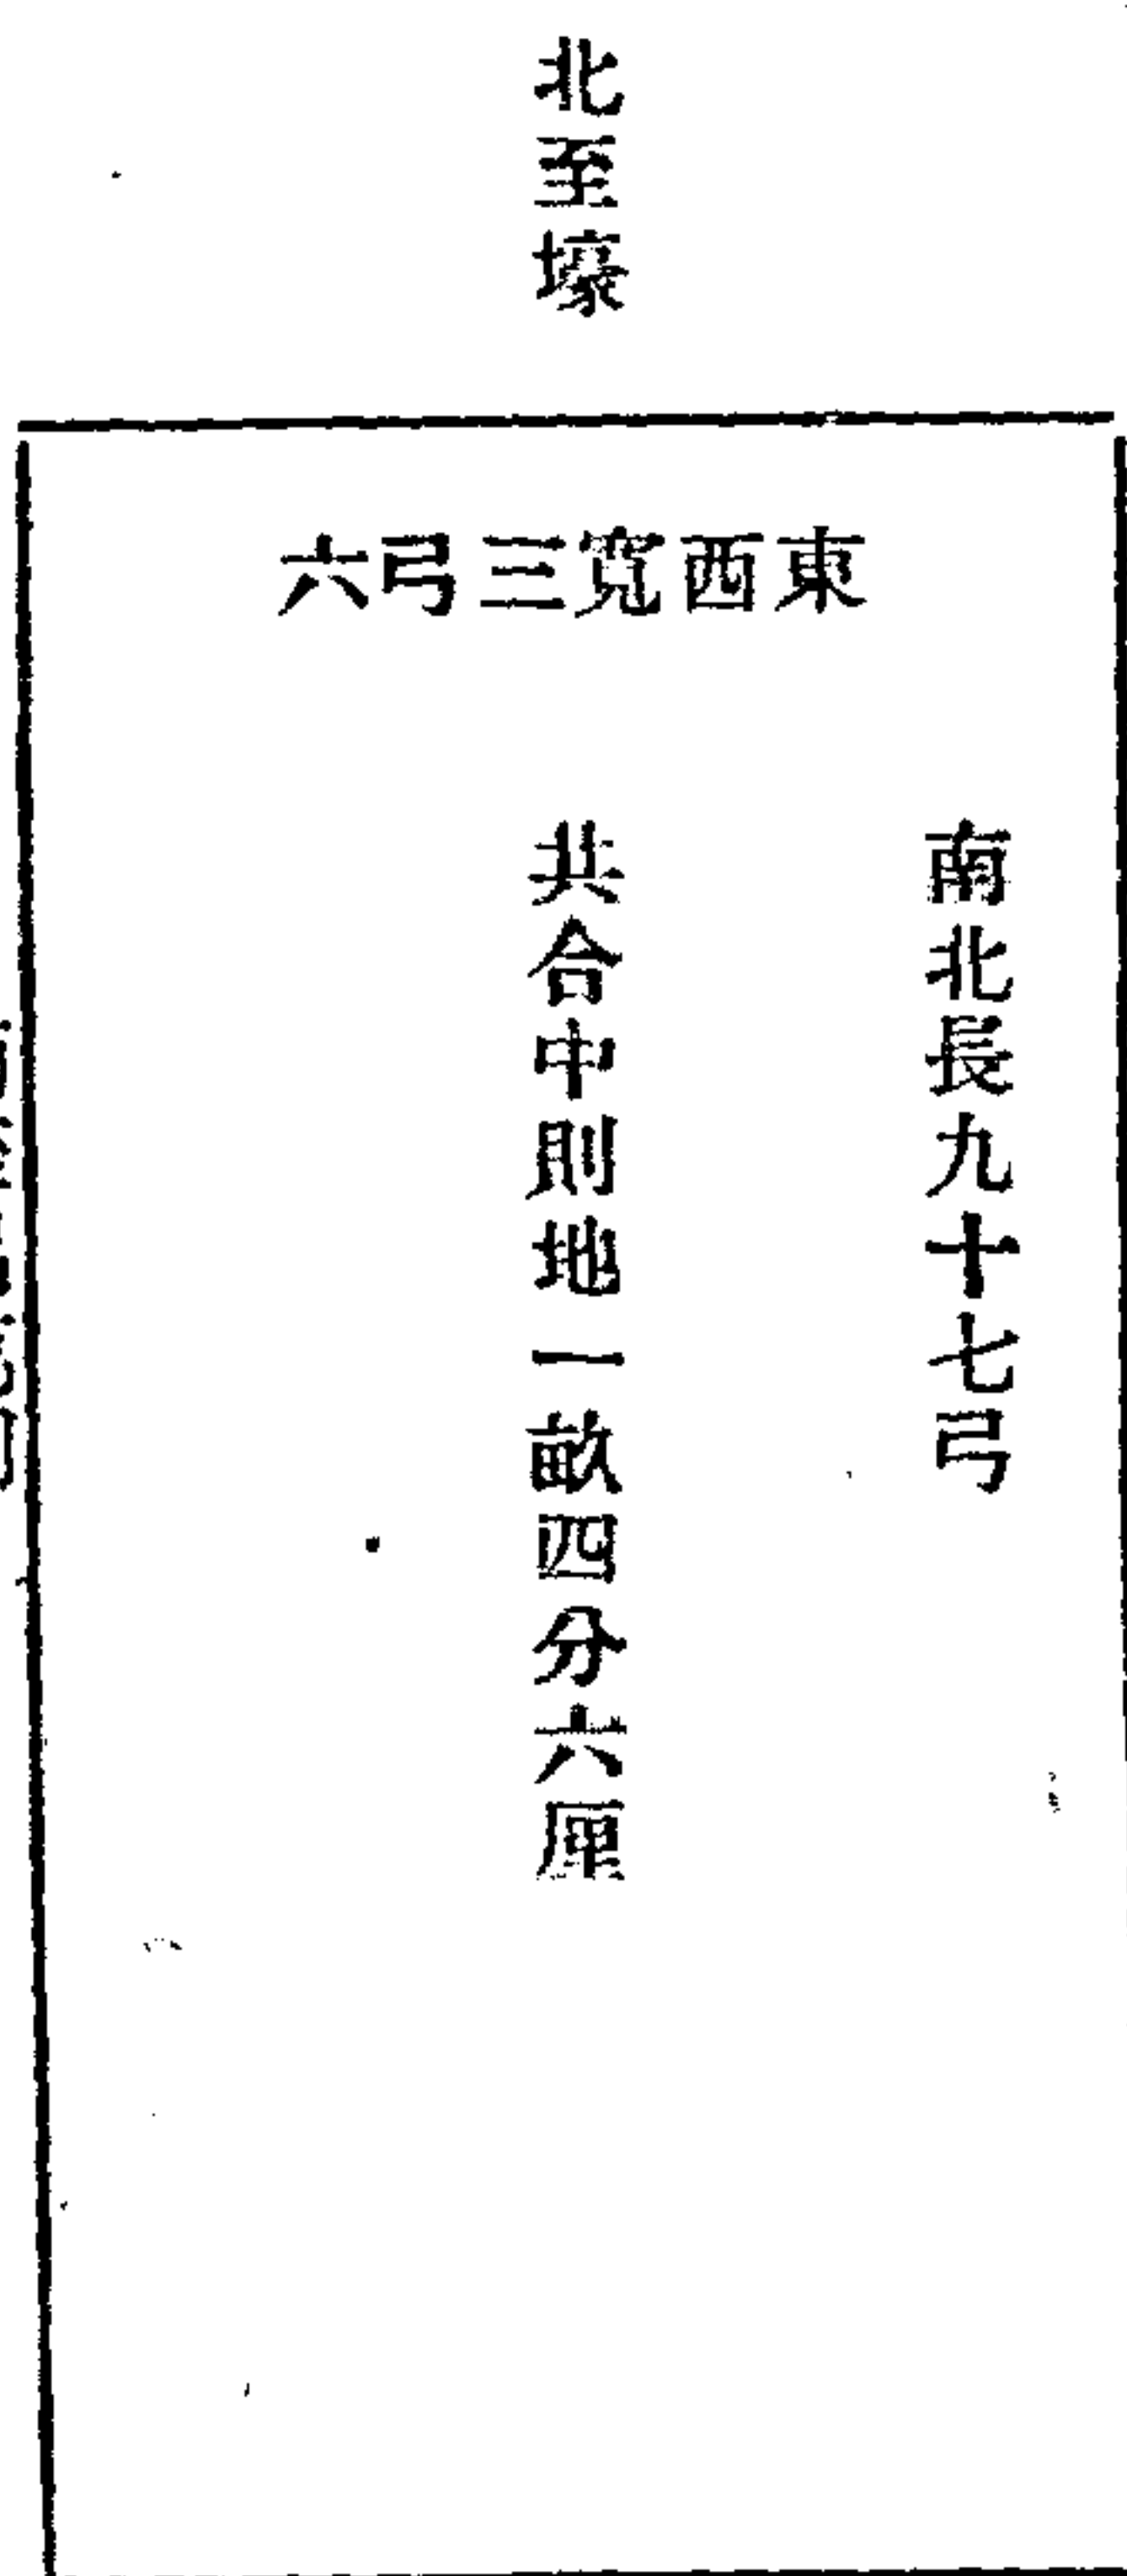 北至壕
東西寬三弓六
南北長九十七弓
共合中則地一畝四分六厘